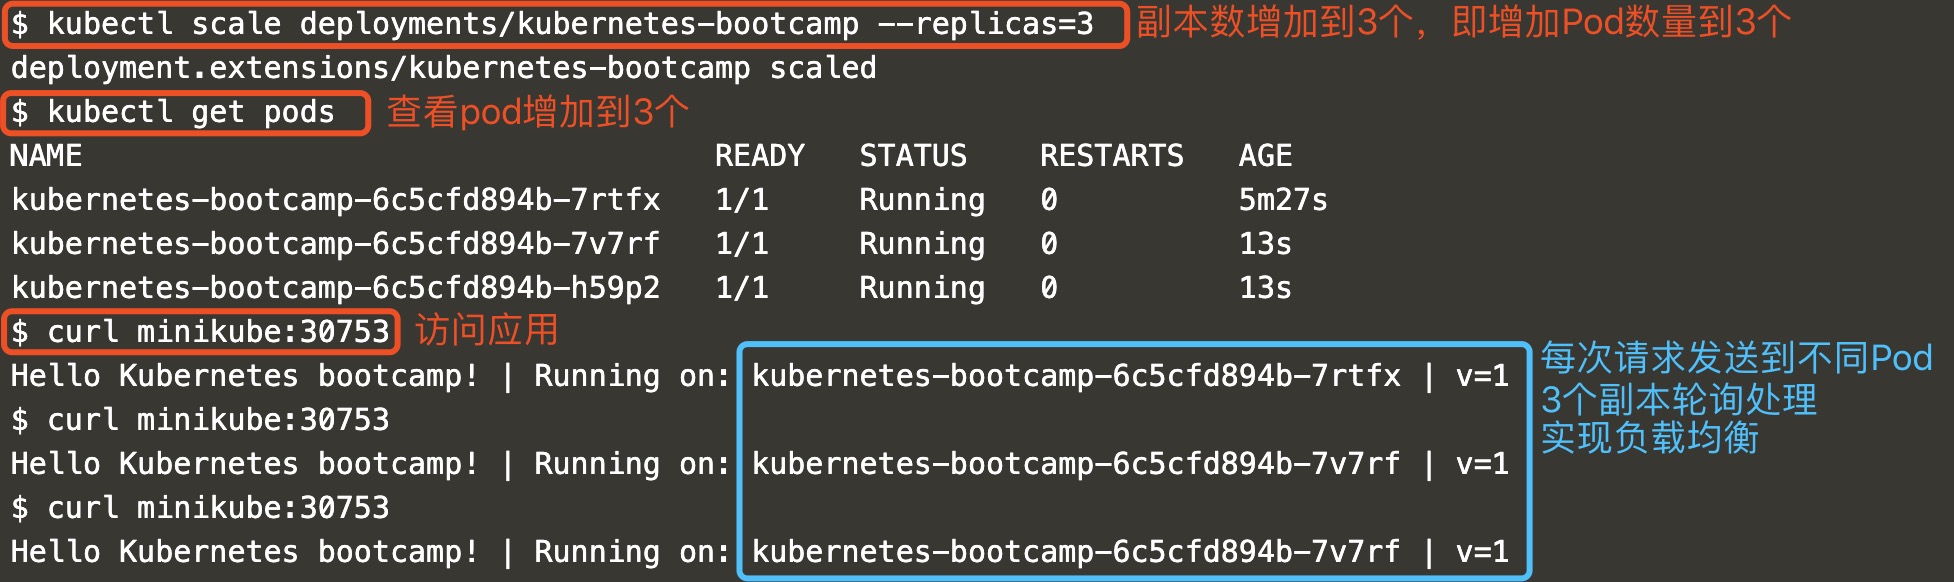 $ kubectl scale deployments/kubernetes-bootcamp --replicas=3 副本数增加到3个，即增加Pod数量到3个
deployment.extensions/kubernetes-bootcamp scaled
$ kubectl get pods 查看pod增加到3个
NAME READY STATUS RESTARTS AGE
kubernetes-bootcamp-6c5cfd894b-7rtfx 1/1 Running 0 5m27s
kubernetes-bootcamp-6c5cfd894b-7v7rf 1/1 Running 0 13s
kubernetes-bootcamp-6c5cfd894b-h59p2 1/1 Running 0 13s
$ curl minikube:30753 访问应用
Hello Kubernetes bootcamp! | Running on: kubernetes-bootcamp-6c5cfd894b-7rtfx | v=1
$ curl minikube:30753
Hello Kubernetes bootcamp! | Running on: kubernetes-bootcamp-6c5cfd894b-7v7rf | v=1
$ curl minikube:30753
Hello Kubernetes bootcamp! | Running on: kubernetes-bootcamp-6c5cfd894b-7v7rf | v=1
每次请求发送到不同Pod
3个副本轮询处理
实现负载均衡